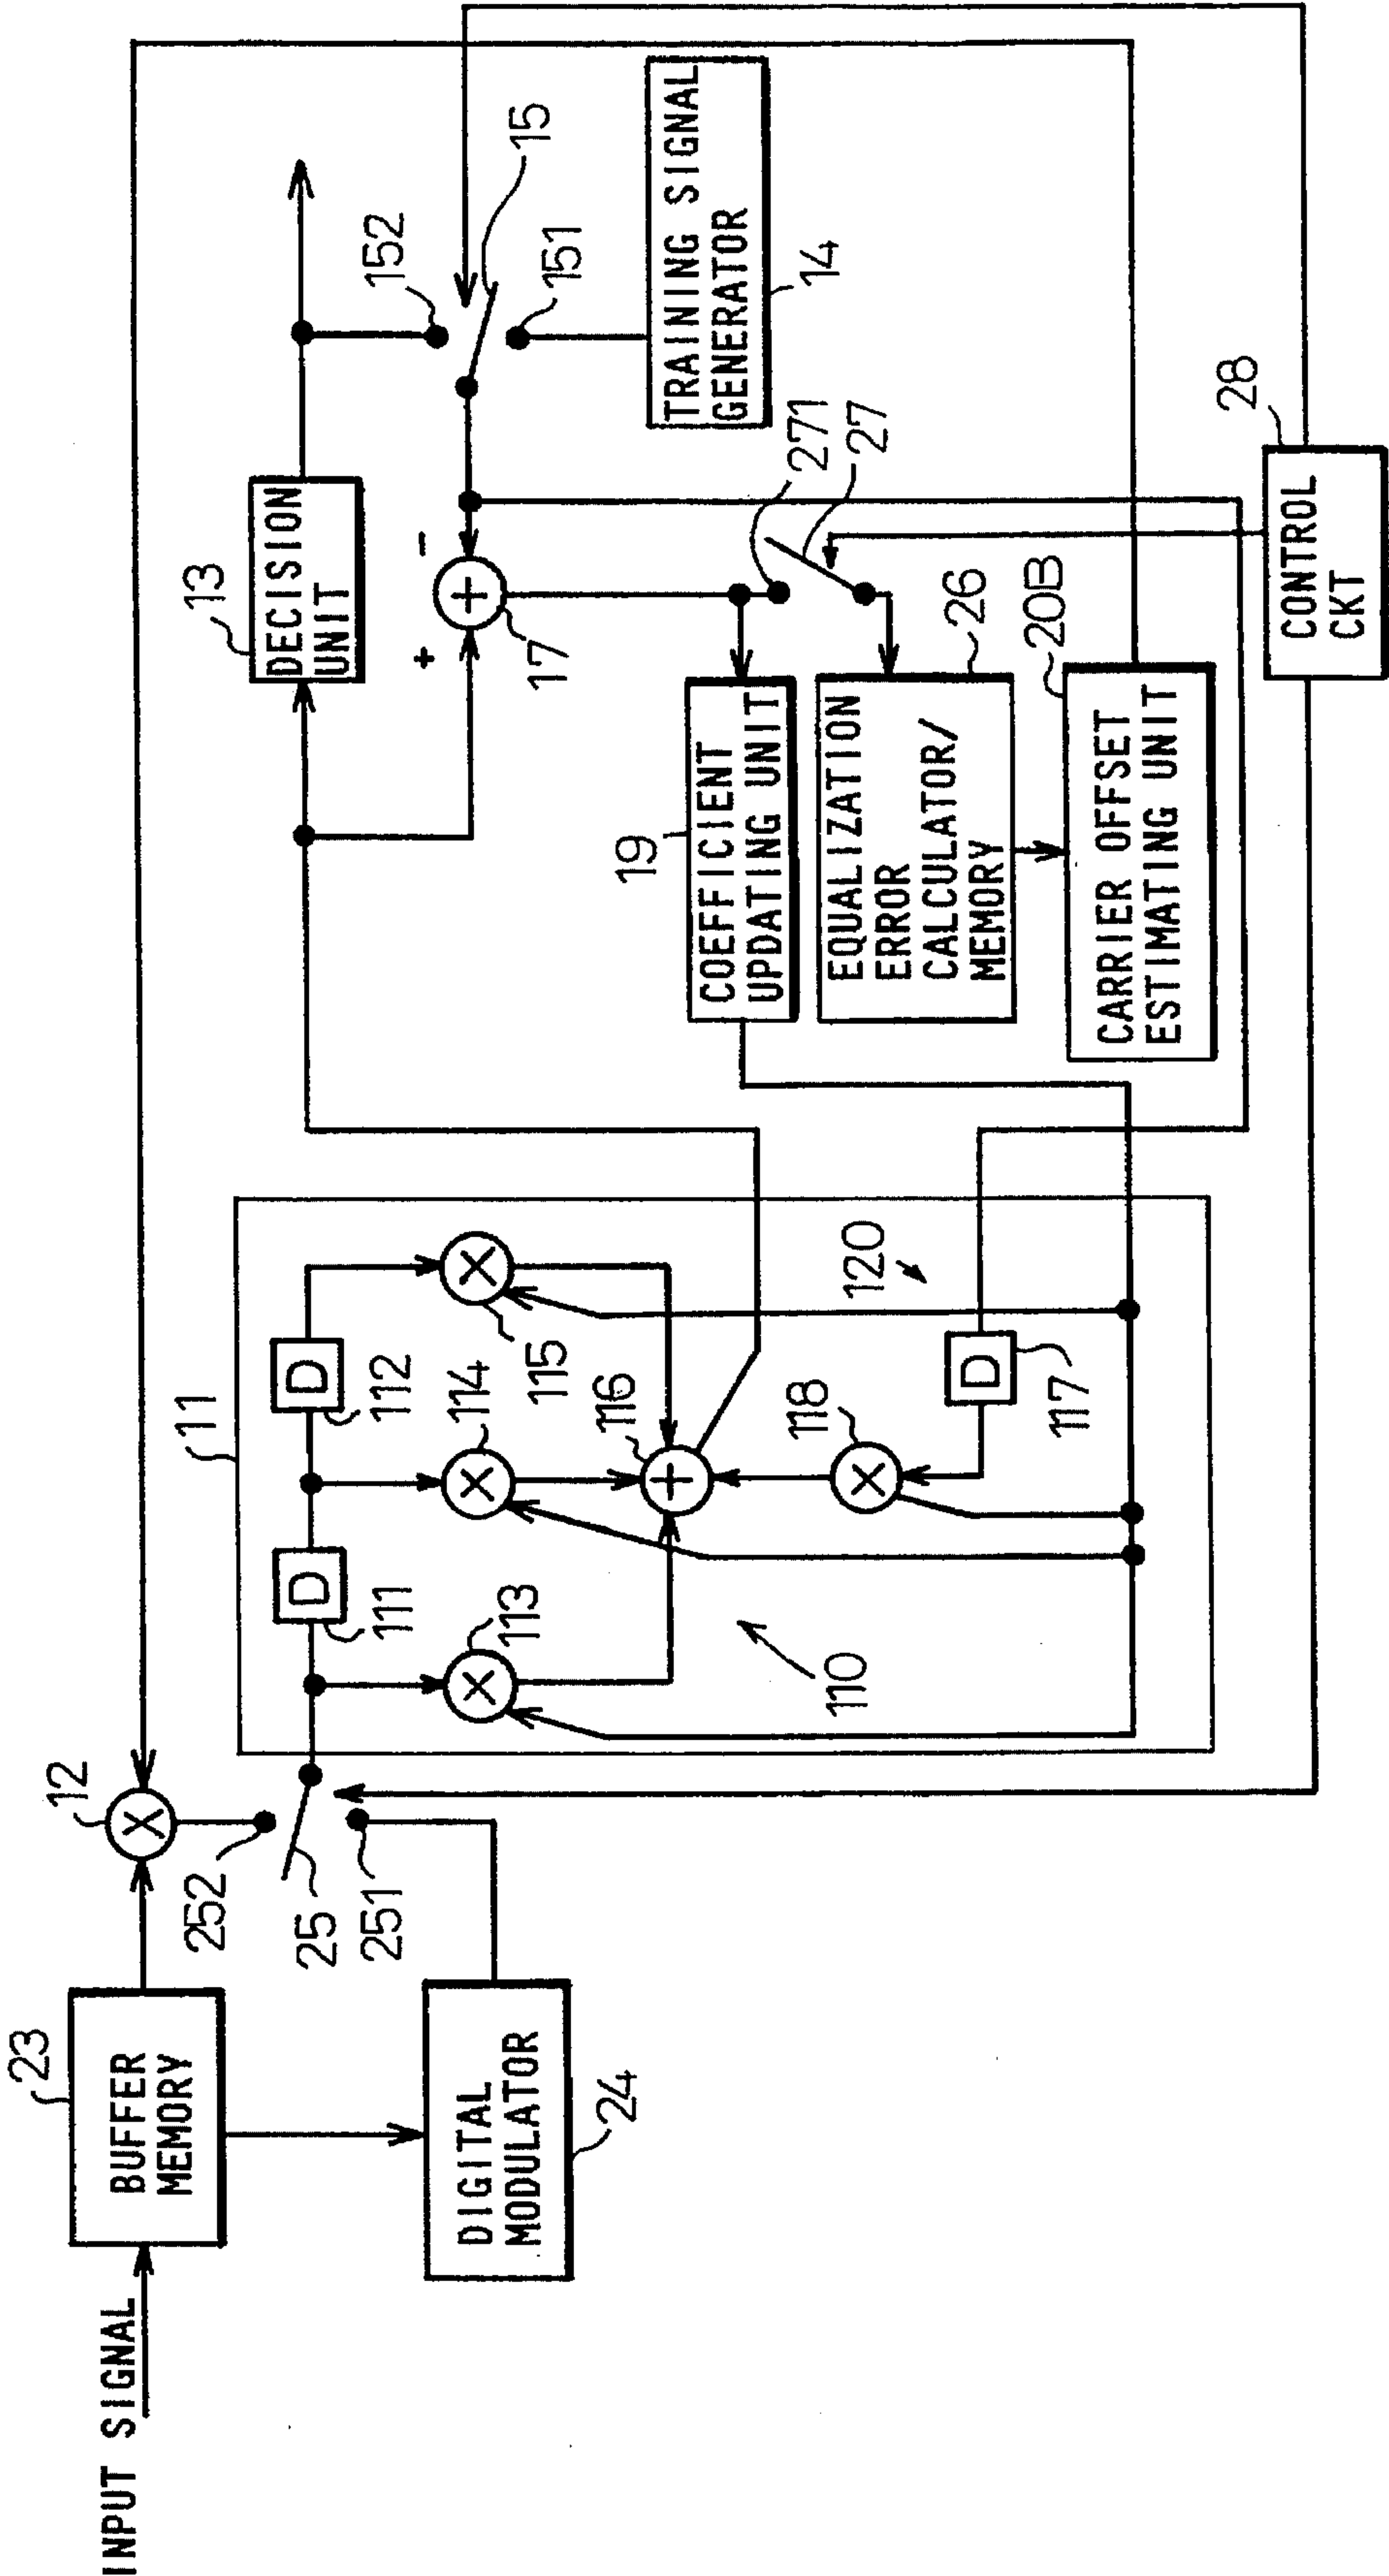 INPUT SIGNAL
23
BUFFER
MEMORY
DIGITAL
MODULATOR
24
12
X
252
25
251
11
D
111
D
112
X
113
X
114
X
115
+
116
X
118
D
117
110
120
13
DECISION
UNIT
+
−
+
17
152
15
151
TRAINING SIGNAL
GENERATOR
14
19
COEFFICIENT
UPDATING UNIT
271
27
EQUALIZATION
ERROR
CALCULATOR/
MEMORY
26
CARRIER OFFSET
ESTIMATING UNIT
20B
CONTROL
CKT
28